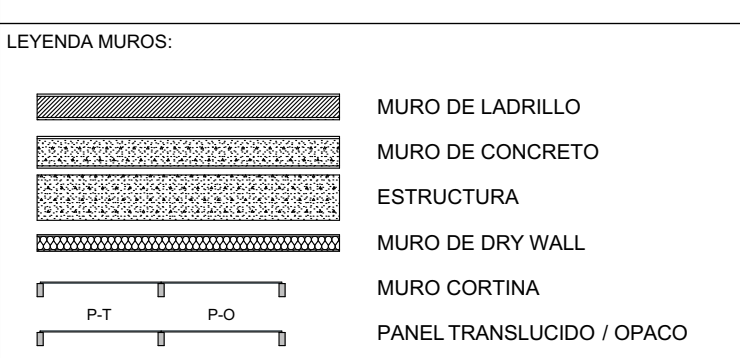 LEYENDA MUROS:
MURO DE LADRILLO
MURO DE CONCRETO
ESTRUCTURA
MURO DE DRY WALL
MURO CORTINA
P-T P-O
PANEL TRANSLUCIDO / OPACO